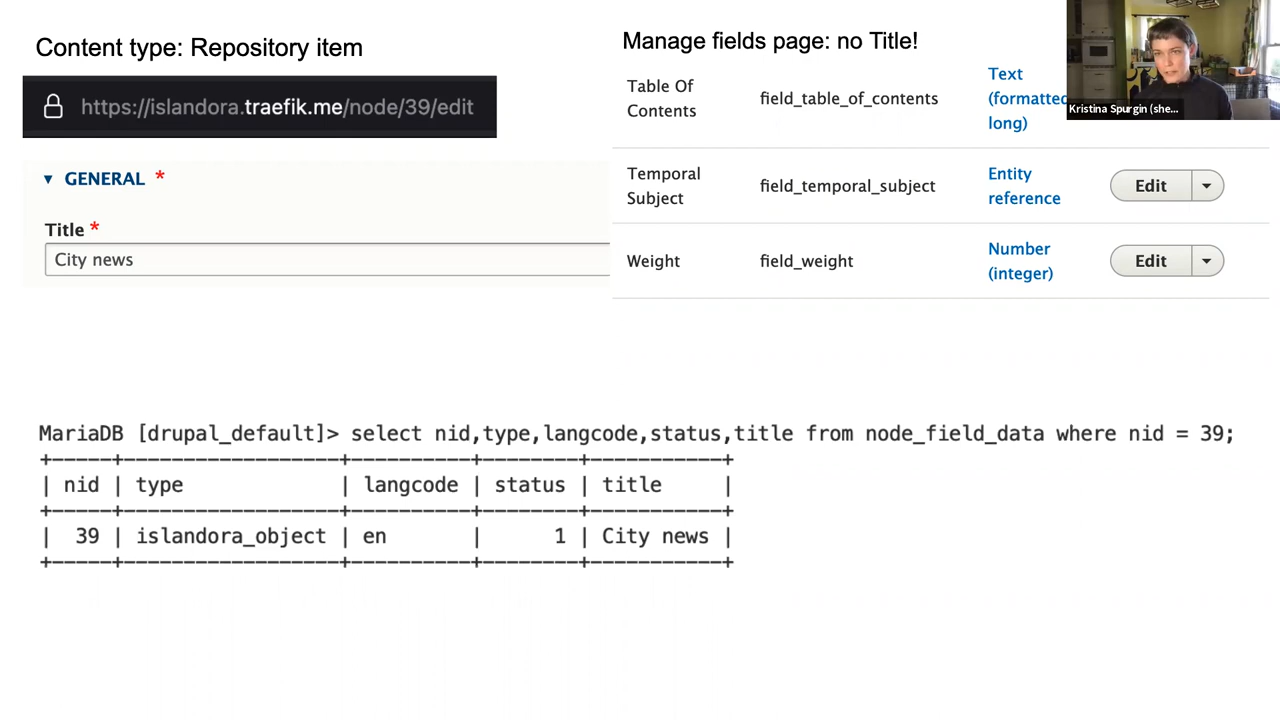 Content type: Repository item
https://islandora.traefik.me/node/39/edit
▼ GENERAL *
Title *
City news
Manage fields page: no Title!
Table Of
Contents
field_table_of_contents
Text
(formatted
long)
Temporal
Subject
field_temporal_subject
Entity
reference
Edit
Weight
field_weight
Number
(integer)
Edit
Kristina Spurgin (she...
MariaDB [drupal_default]> select nid,type,langcode,status,title from node_field_data where nid = 39;
+-----+------------------+----------+--------+-----------+
| nid | type | langcode | status | title |
+-----+------------------+----------+--------+-----------+
| 39 | islandora_object | en | 1 | City news |
+-----+------------------+----------+--------+-----------+